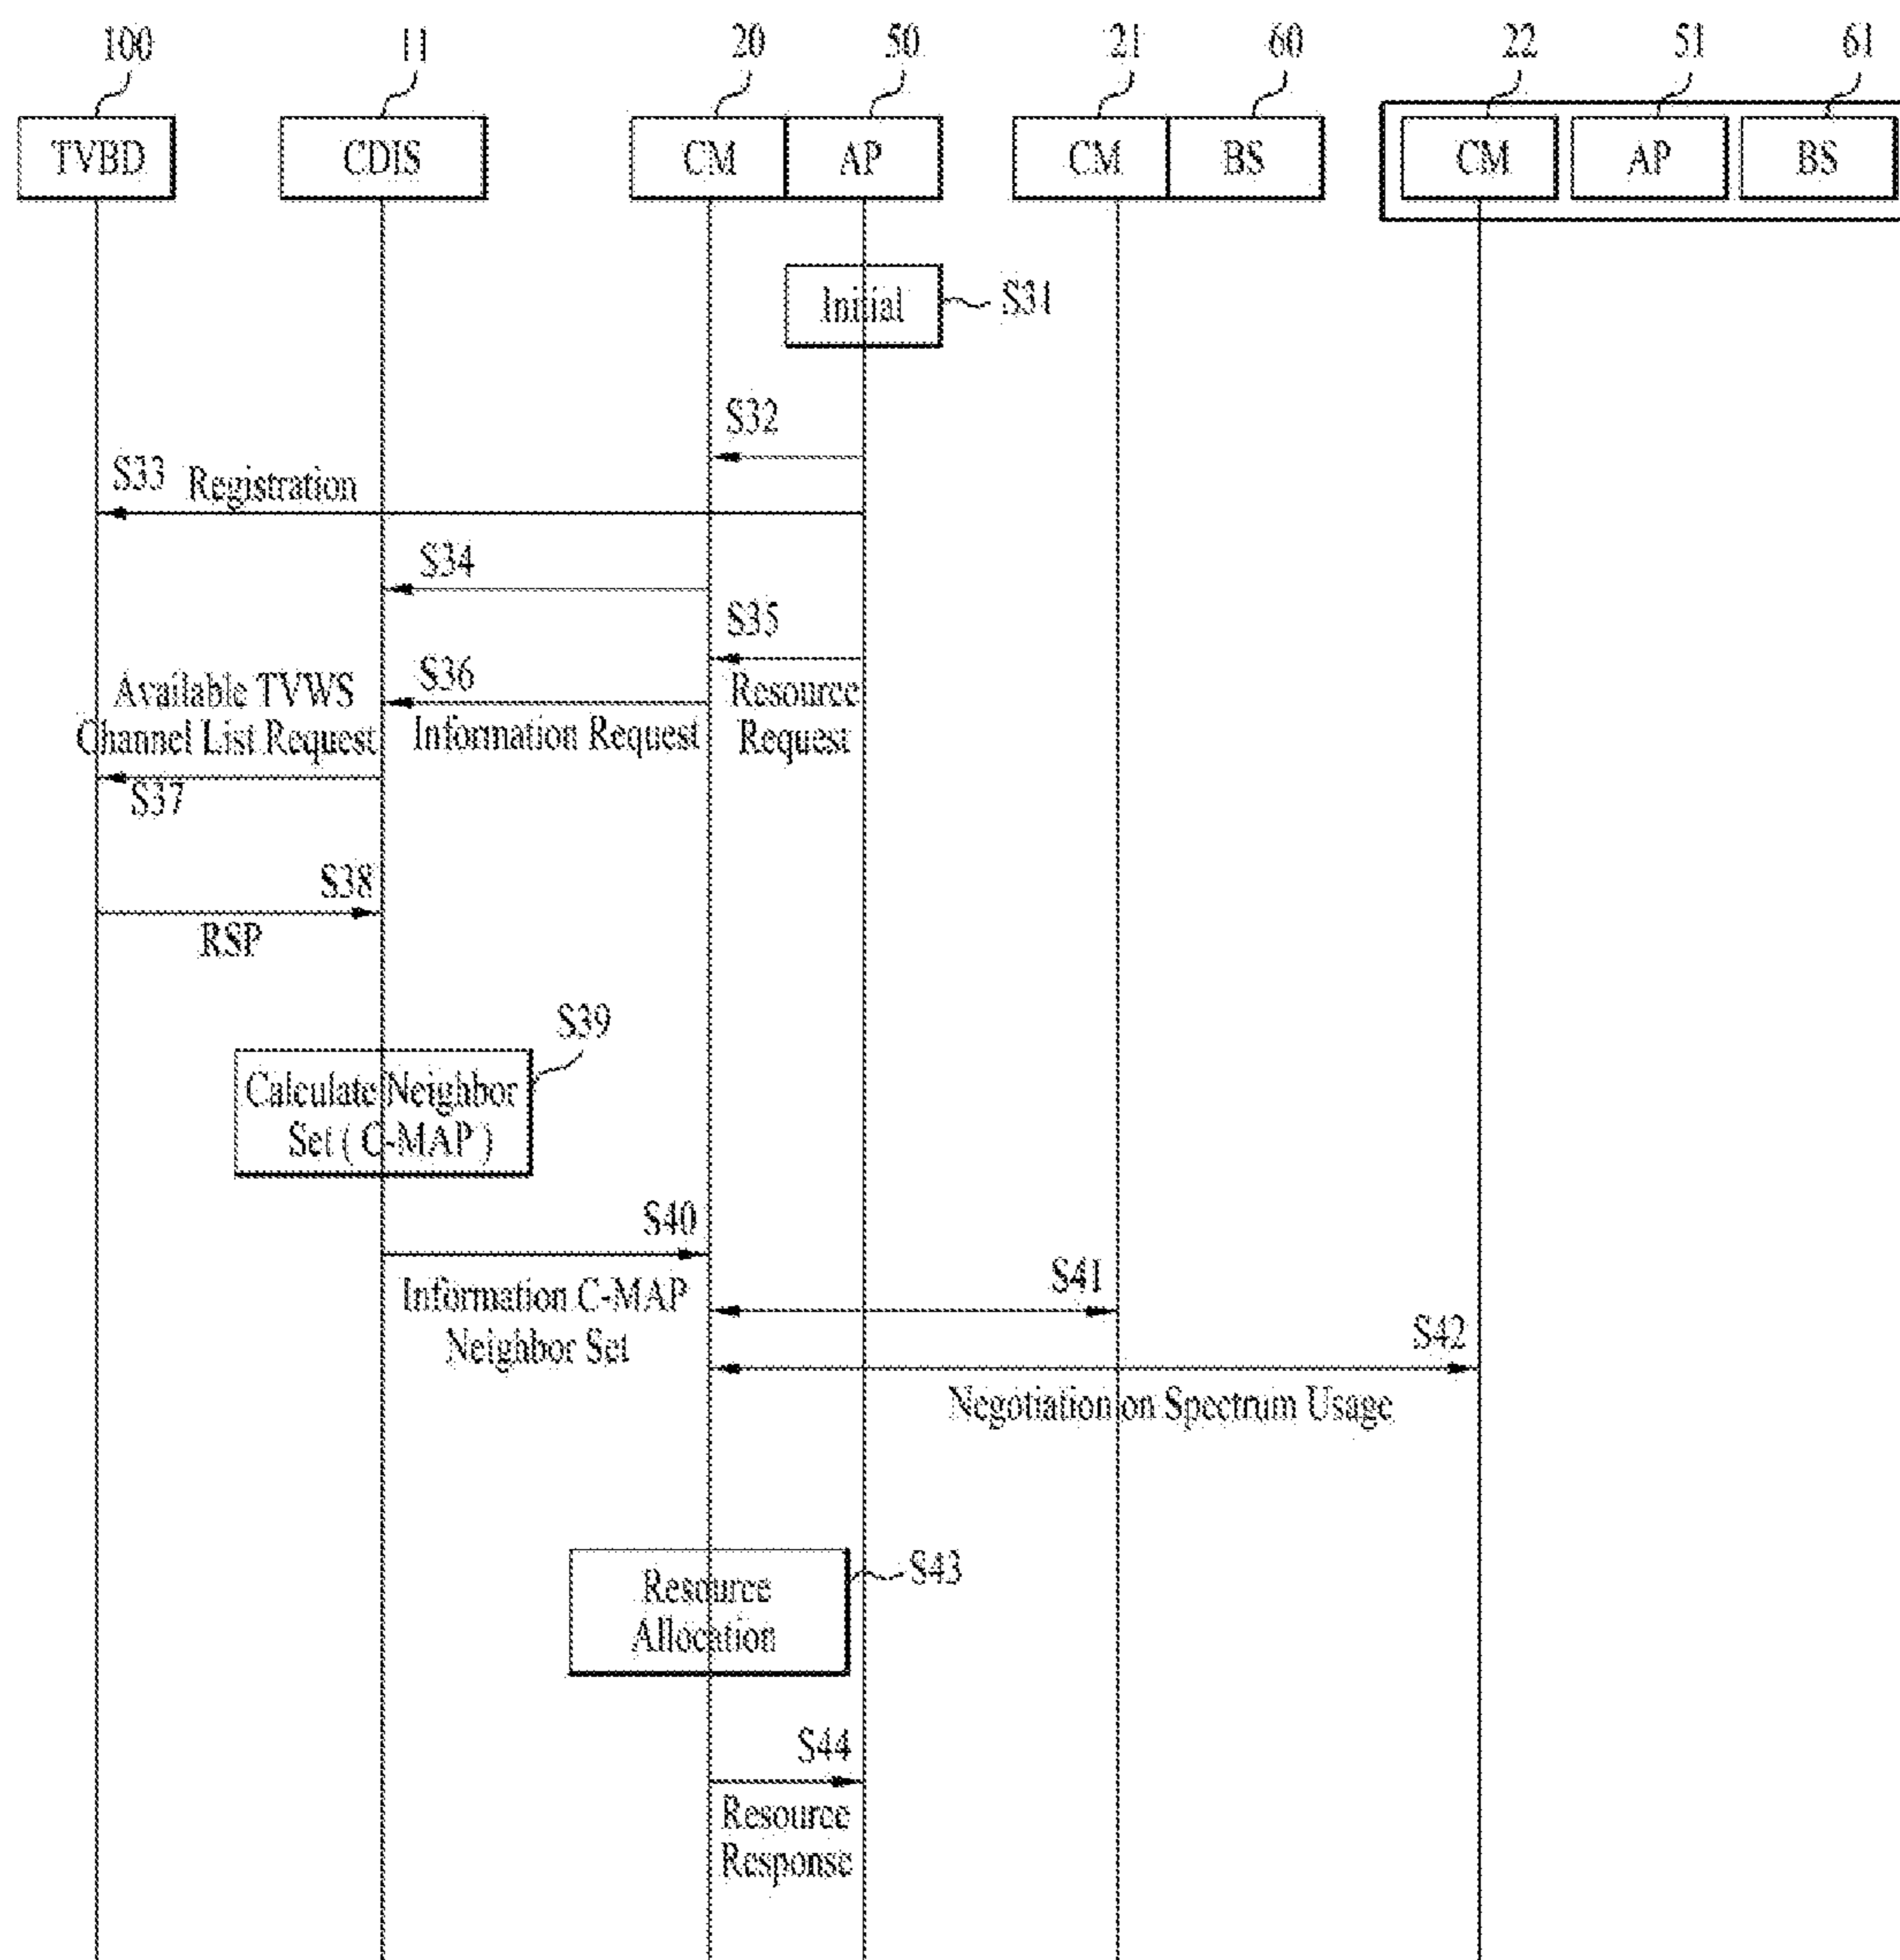 100
11
20
50
21
60
22
51
61
TVBD
CDIS
CM
AP
CM
BS
CM
AP
BS
Initial
S31
S32
S33
Registration
S34
S35
Resource
Request
S36
Information Request
Available TVWS
Channel List Request
S37
S38
RSP
S39
Calculate Neighbor
Set ( C-MAP )
S40
Information C-MAP
Neighbor Set
S41
S42
Negotiation on Spectrum Usage
Resource
Allocation
S43
S44
Resource
Response